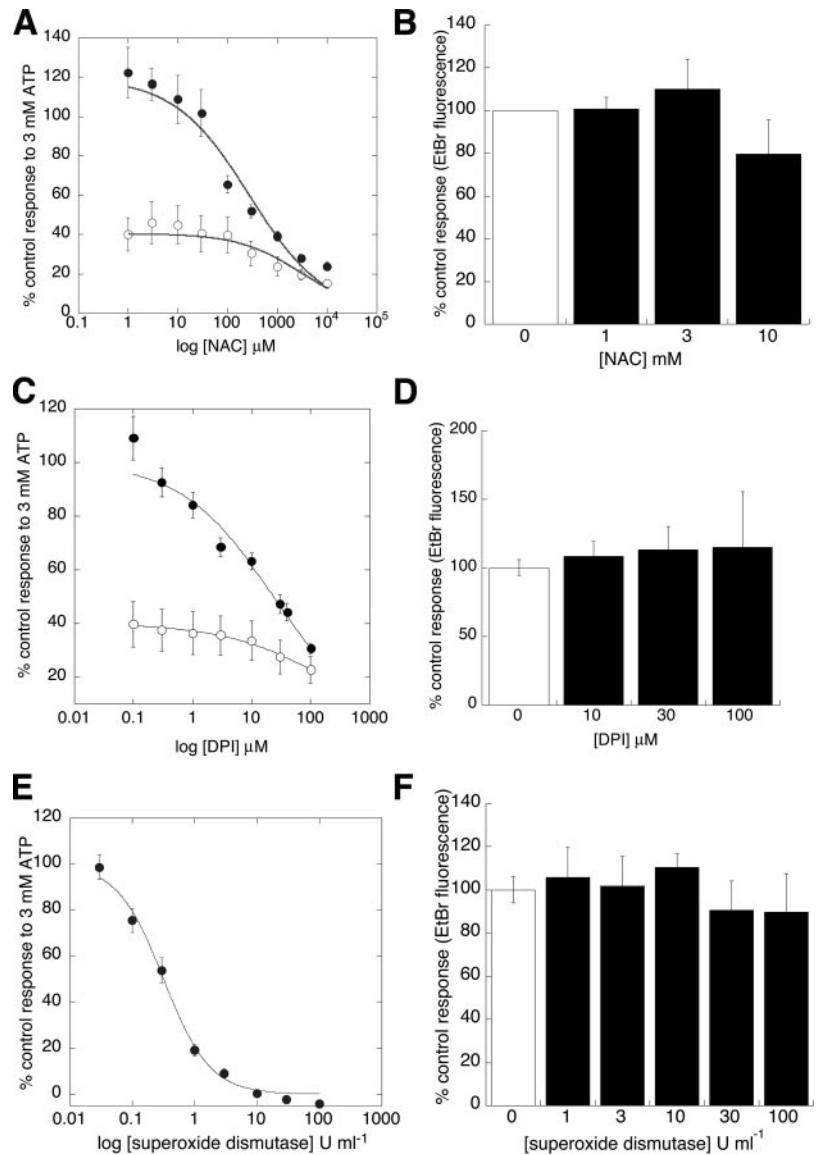 A
% control response to 3 mM ATP
140
120
100
80
60
40
20
0
0.1 1 10 100 1000 10⁴ 10⁵
log [NAC] µM
B
% control response (EtBr fluorescence)
140
120
100
80
60
40
20
0
0 1 3 10
[NAC] mM
C
% control response to 3 mM ATP
120
100
80
60
40
20
0.01 0.1 1 10 100 1000
log [DPI] µM
D
% control response (EtBr fluorescence)
200
150
100
50
0
0 10 30 100
[DPI] µM
E
% control response to 3 mM ATP
120
100
80
60
40
20
0
0.01 0.1 1 10 100 1000
log [superoxide dismutase] U ml⁻¹
F
% control response (EtBr fluorescence)
140
120
100
80
60
40
20
0
0 1 3 10 30 100
[superoxide dismutase] U ml⁻¹